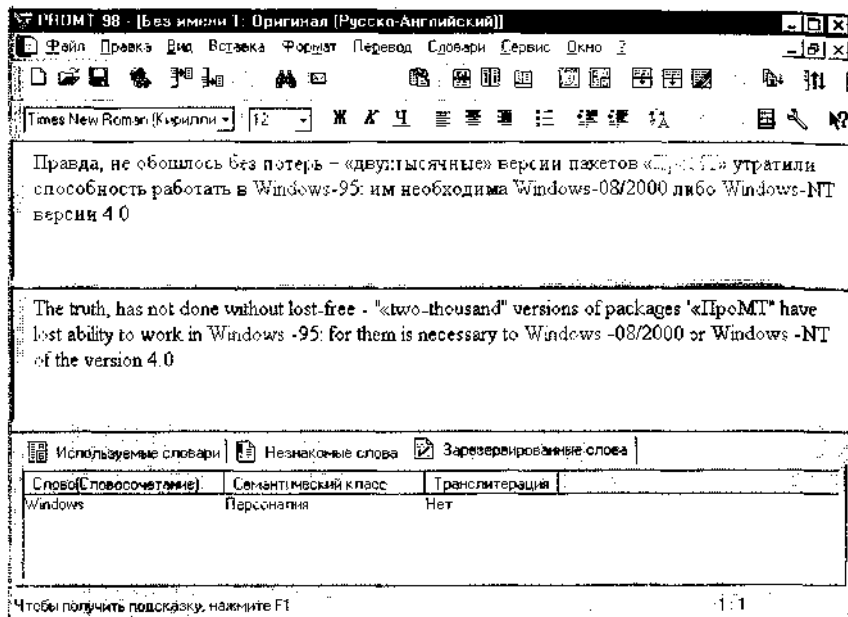 PROMT 98 - [Без имени 1: Оригинал (Русско-Английский)]
Файл Правка Вид Вставка Формат Перевод Словари Сервис Окно ?
Times New Roman (Кирилли 12 Ж К Ч
Правда, не обошлось без потерь – «двухтысячные» версии пакетов утратили
способность работать в Windows-95: им необходима Windows-08/2000 либо Windows-NT
версии 4.0
The truth, has not done without lost-free - "«two-thousand" versions of packages '«ПроМТ" have
lost ability to work in Windows -95: for them is necessary to Windows -08/2000 or Windows -NT
of the version 4.0
Используемые словари Незнакомые слова Зарезервированные слова
Слово(Словосочетание) Семантический класс Транслитерация
Windows Персоналия Нет
Чтобы получить подсказку, нажмите F1 1:1